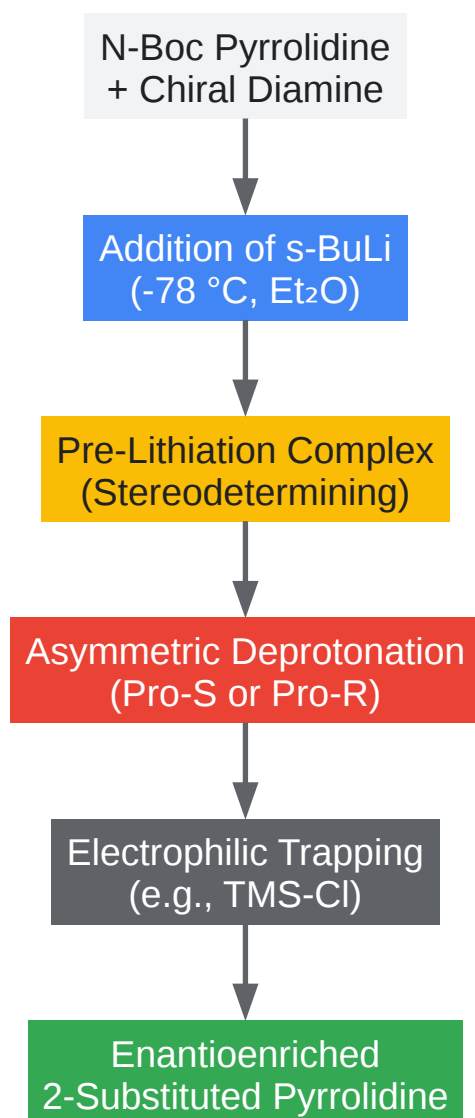 N-Boc Pyrrolidine
+ Chiral Diamine
Addition of s-BuLi
(-78 °C, Et₂O)
Pre-Lithiation Complex
(Stereodetermining)
Asymmetric Deprotonation
(Pro-S or Pro-R)
Electrophilic Trapping
(e.g., TMS-Cl)
Enantioenriched
2-Substituted Pyrrolidine